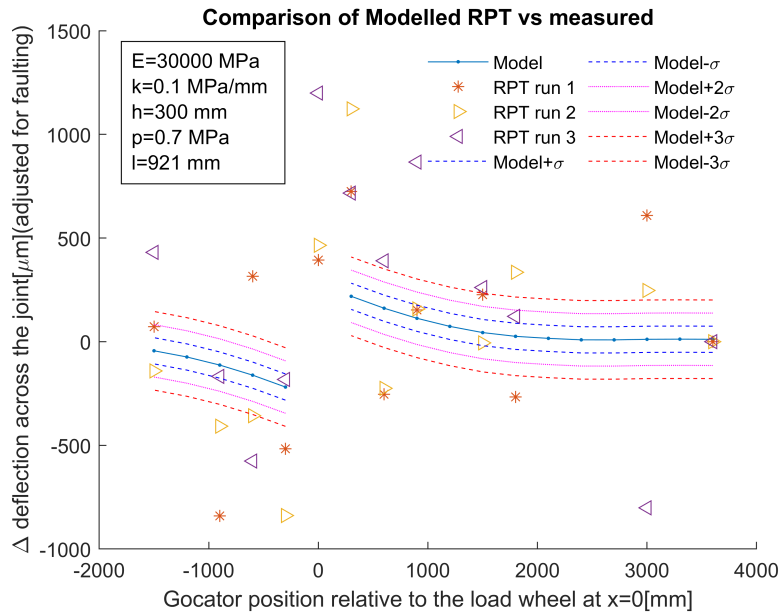 Comparison of Modelled RPT vs measured
E=30000 MPa
k=0.1 MPa/mm
h=300 mm
p=0.7 MPa
l=921 mm
Model
RPT run 1
RPT run 2
RPT run 3
Model+σ
Model-σ
Model+2σ
Model-2σ
Model+3σ
Model-3σ
1500
1000
500
0
-500
-1000
Δ deflection across the joint[μm](adjusted for faulting)
-2000
-1000
0
1000
2000
3000
4000
Gocator position relative to the load wheel at x=0[mm]